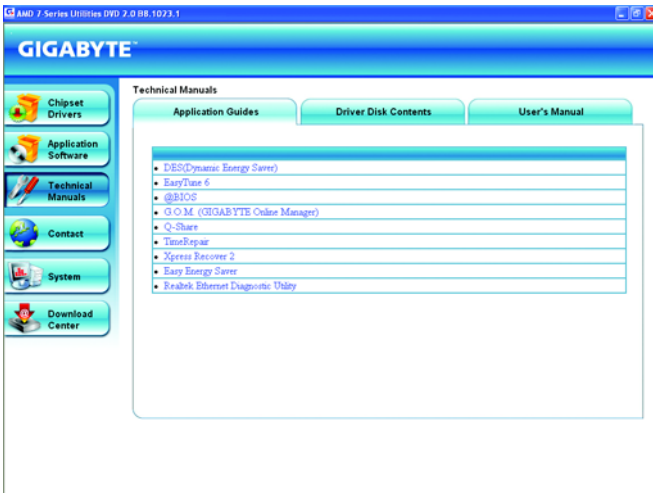 AMD 7-Series Utilities DVD 2.0 B8.1023.1
GIGABYTE™
Chipset
Drivers
Application
Software
Technical
Manuals
Contact
System
Download
Center
Technical Manuals
Application Guides
Driver Disk Contents
User's Manual
DES(Dynamic Energy Saver)
EasyTune 6
@BIOS
G.O.M. (GIGABYTE Online Manager)
Q-Share
TimeRepair
Xpress Recover 2
Easy Energy Saver
Realtek Ethernet Diagnostic Utility